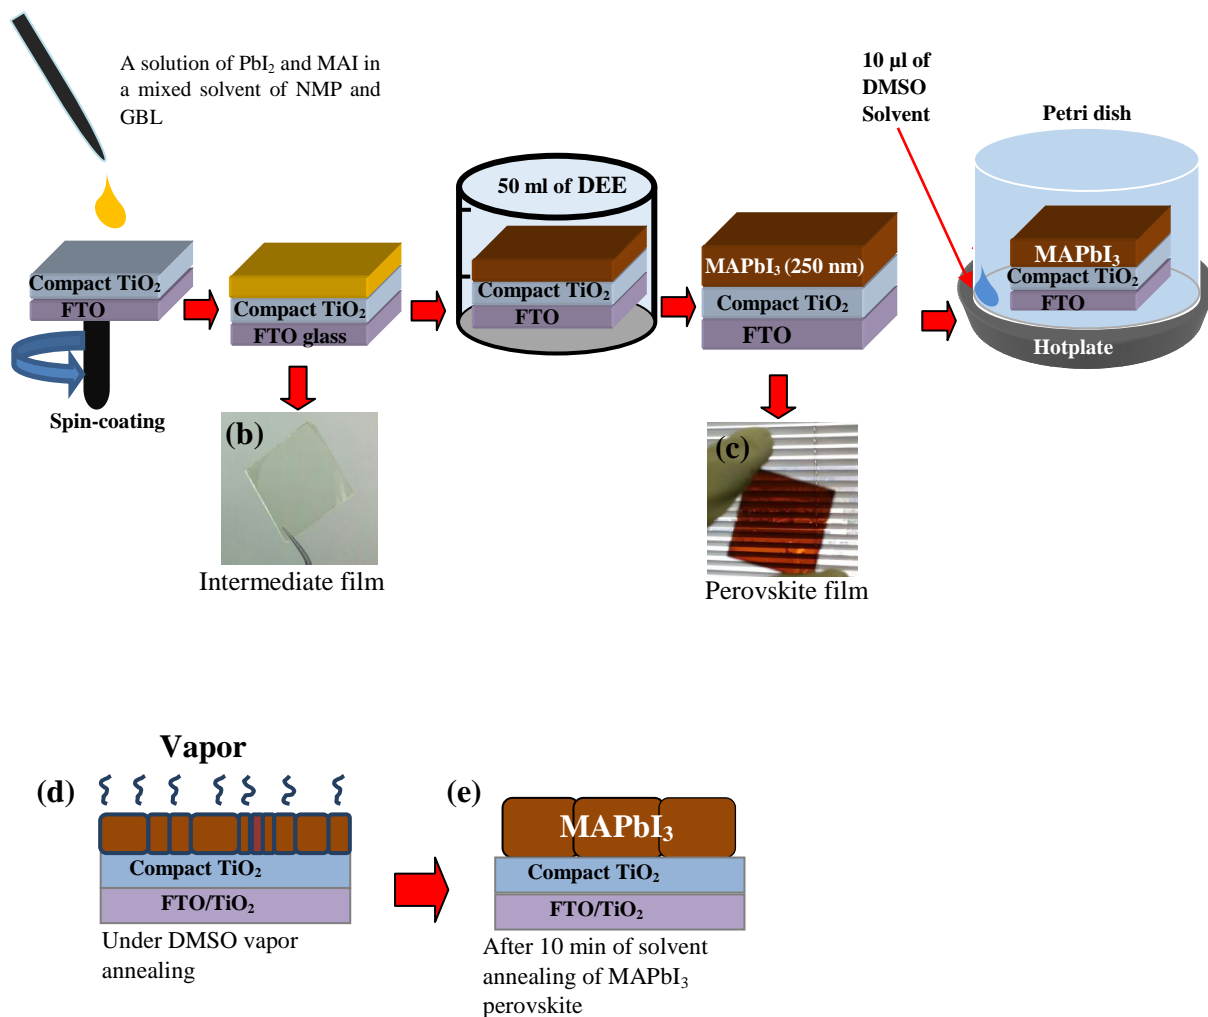 A solution of PbI₂ and MAI in
a mixed solvent of NMP and
GBL
10 µl of
DMSO
Solvent
Petri dish
50 ml of DEE
Compact TiO₂
FTO
Compact TiO₂
FTO glass
Compact TiO₂
FTO
MAPbI₃ (250 nm)
Compact TiO₂
FTO
MAPbI₃
Compact TiO₂
FTO
Hotplate
Spin-coating
(b)
Intermediate film
(c)
Perovskite film
Vapor
(d)
Compact TiO₂
FTO/TiO₂
Under DMSO vapor
annealing
(e)
MAPbI₃
Compact TiO₂
FTO/TiO₂
After 10 min of solvent
annealing of MAPbI₃
perovskite